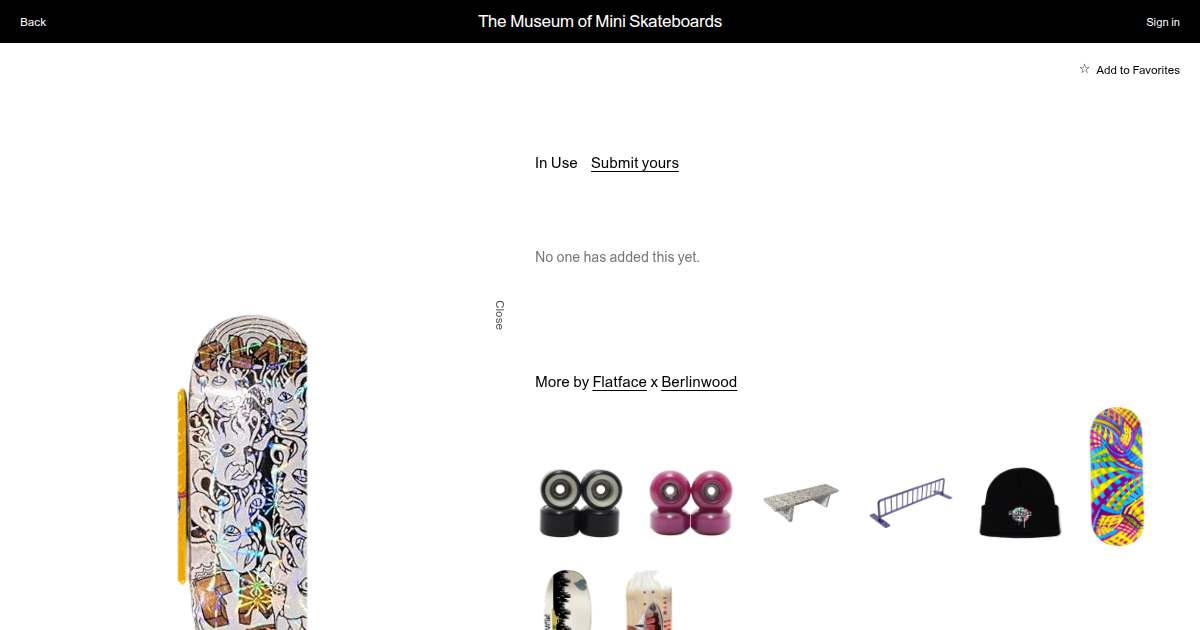 Back
The Museum of Mini Skateboards
Sign in
☆ Add to Favorites
In Use Submit yours
No one has added this yet.
Close
More by Flatface x Berlinwood
FLAT